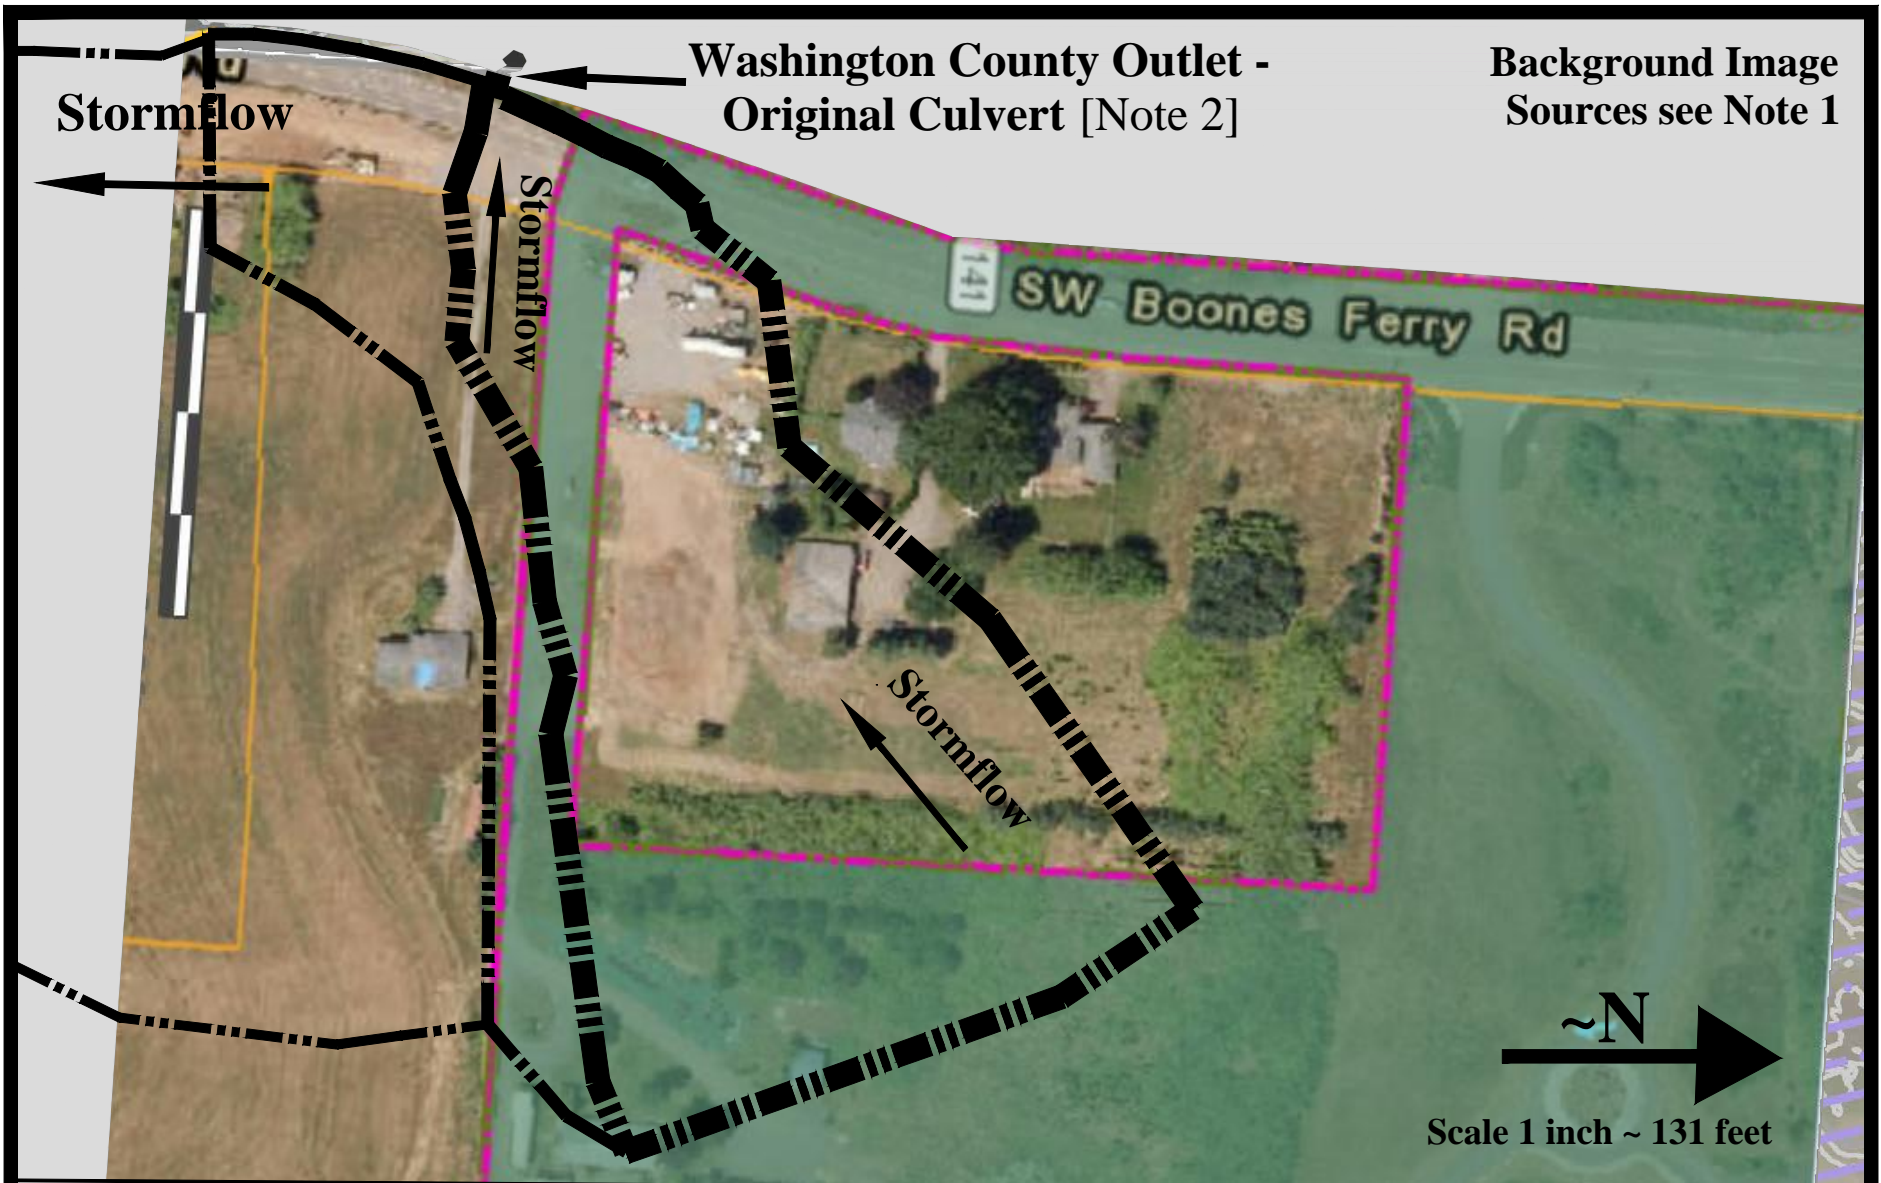 Washington County Outlet -
Original Culvert [Note 2]
Background Image
Sources see Note 1
Stormflow
Stormflow
141
SW Boones Ferry Rd
Stormflow
~N
Scale 1 inch ~ 131 feet